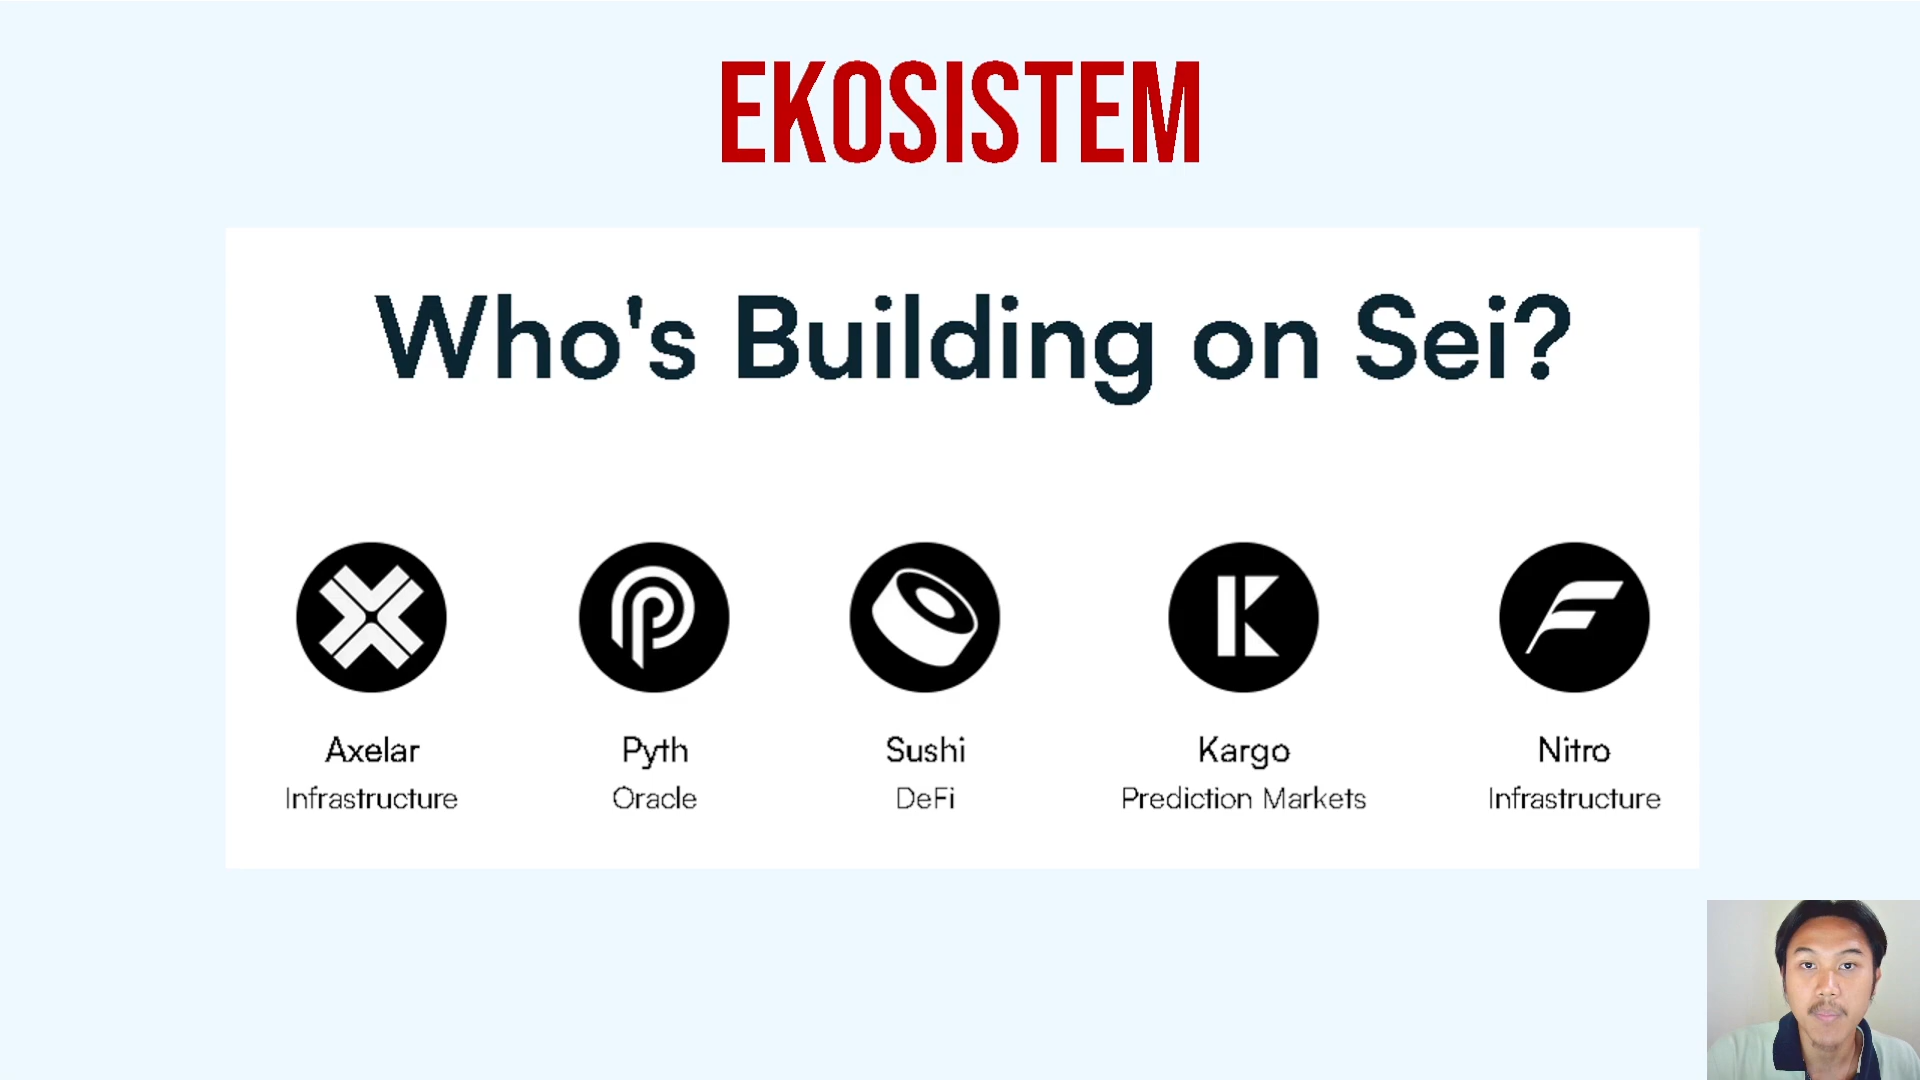 EKOSISTEM
Who's Building on Sei?
Axelar
Infrastructure
Pyth
Oracle
Sushi
DeFi
Kargo
Prediction Markets
Nitro
Infrastructure